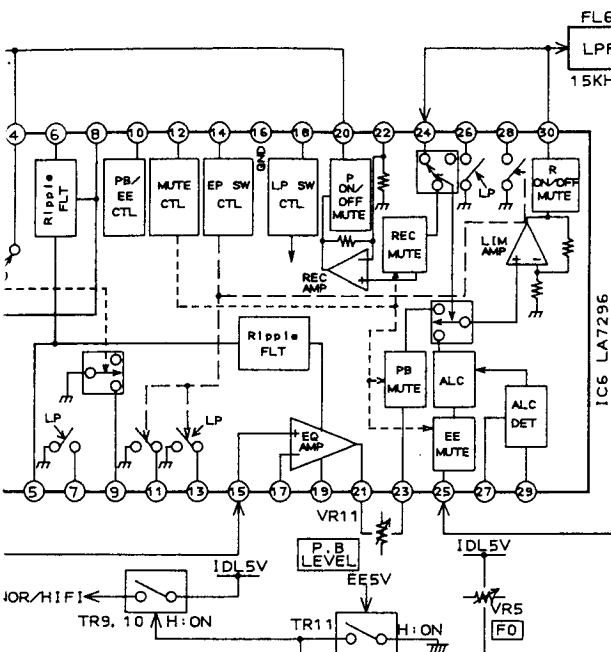 FL6
LPF
15KH
4
6
8
10
12
14
16
18
20
22
24
26
28
30
GND
Ripple
FLT
PB/
EE
CTL
MUTE
CTL
EP SW
CTL
LP SW
CTL
P
ON/
OFF
MUTE
LP
R
ON/OFF
MUTE
REC
MUTE
LIM
AMP
REC
AMP
IC6 LA7296
Ripple
FLT
PB
MUTE
ALC
ALC
DET
EE
MUTE
LP
LP
EQ
AMP
5
7
9
11
13
15
17
19
21
23
25
27
29
VR11
P.B
LEVEL
IDL5V
IDL5V
EE5V
NOR/HIFI
TR9, 10 H:ON
TR11
H:ON
VR5
F0